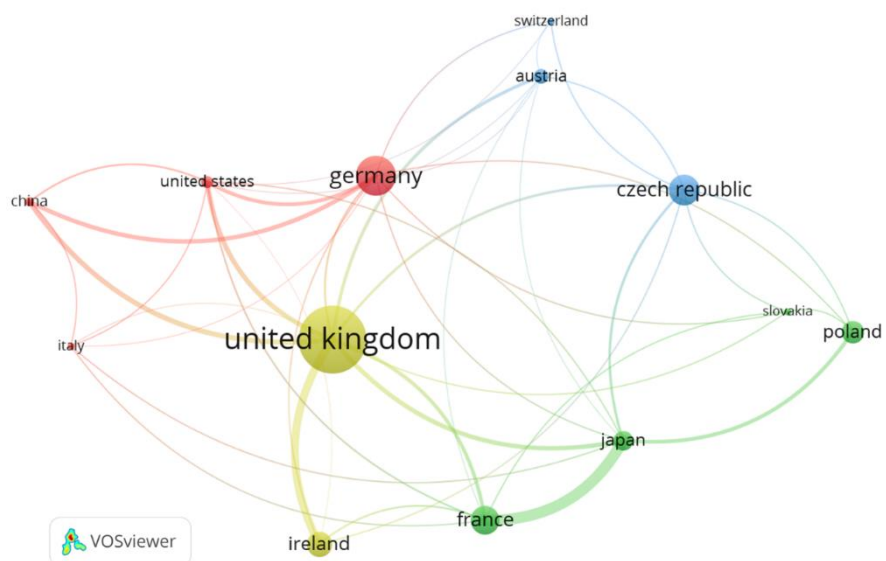 switzerland
austria
germany
united states
czech republic
china
slovakia
poland
united kingdom
italy
japan
france
ireland
VOSviewer